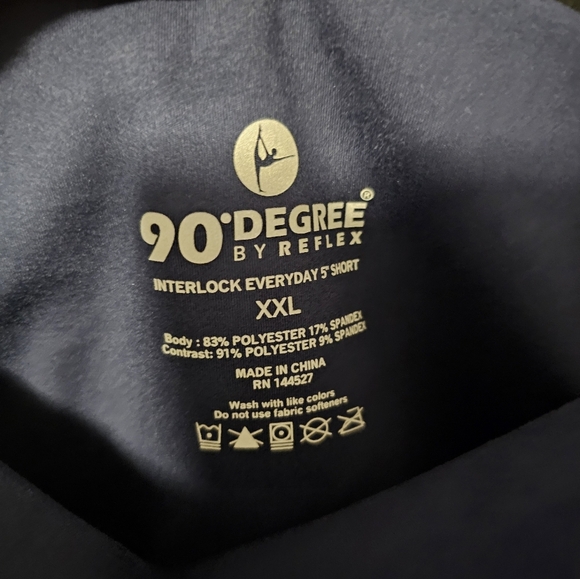 90°DEGREE®
BY REFLEX
INTERLOCK EVERYDAY 5" SHORT
XXL
Body : 83% POLYESTER 17% SPANDEX
Contrast: 91% POLYESTER 9% SPANDEX
MADE IN CHINA
RN 144527
Wash with like colors
Do not use fabric softeners